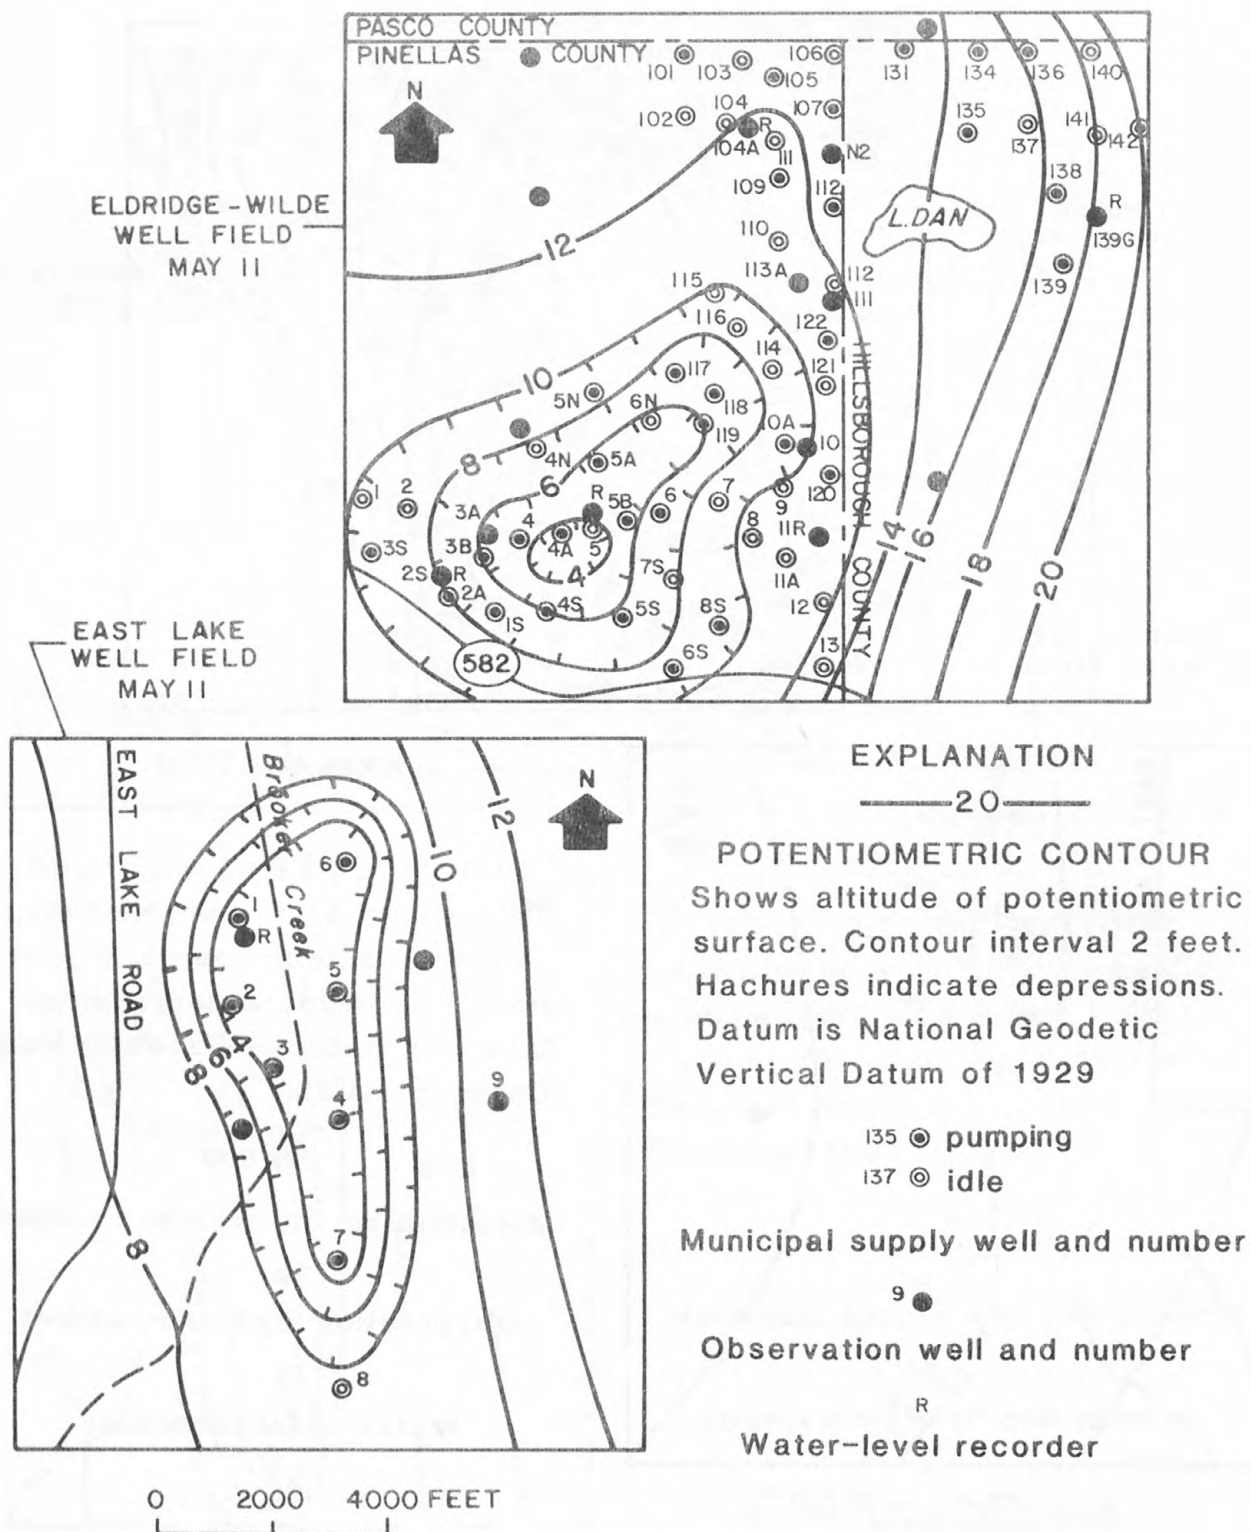 PASCO COUNTY
PINELLAS COUNTY
N
ELDRIDGE-WILDE
WELL FIELD
MAY 11
101
103
105
106
107
102
104
R
104A
111
109
N2
112
110
113A
112
111
115
116
114
122
121
117
118
119
5N
6N
4N
5A
10A
10
120
1
2
3A
3B
4
4A
5
R
5B
6
7
9
8
11R
11A
12
13
3S
2S
R
2A
1S
4S
5S
7S
8S
6S
582
131
134
136
140
135
137
141
142
138
R
139G
139
L. DAN
HILLSBOROUGH COUNTY
12
10
8
6
4
14
16
18
20
EAST LAKE
WELL FIELD
MAY 11
EAST LAKE ROAD
Brooker Creek
N
12
10
6
1
R
5
2
3
4
9
7
8
4
6
8
8
0 2000 4000 FEET
EXPLANATION
20
POTENTIOMETRIC CONTOUR
Shows altitude of potentiometric
surface. Contour interval 2 feet.
Hachures indicate depressions.
Datum is National Geodetic
Vertical Datum of 1929
135 pumping
137 idle
Municipal supply well and number
9
Observation well and number
R
Water-level recorder